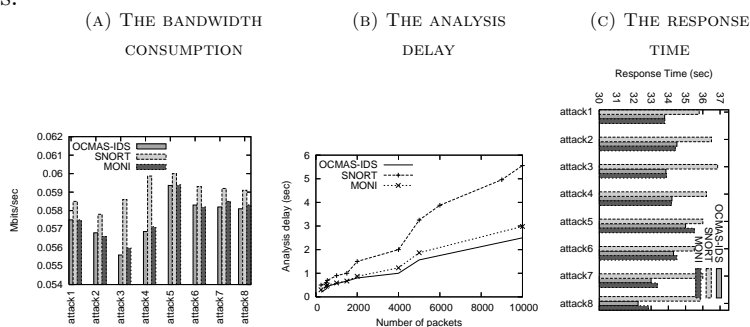 s.
(A) THE BANDWIDTH
CONSUMPTION
(B) THE ANALYSIS
DELAY
(C) THE RESPONSE
TIME
0.062
0.061
0.06
0.059
0.058
0.057
0.056
0.055
0.054
Mbits/sec
OCMAS-IDS
SNORT
MONI
attack1
attack2
attack3
attack4
attack5
attack6
attack7
attack8
6
5
4
3
2
1
0
Analysis delay (sec)
OCMAS-IDS
SNORT
MONI
0 2000 4000 6000 8000 10000
Number of packets
Response Time (sec)
30 31 32 33 34 35 36 37
attack1
attack2
attack3
attack4
attack5
attack6
attack7
attack8
OCMAS-IDS
SNORT
MONI